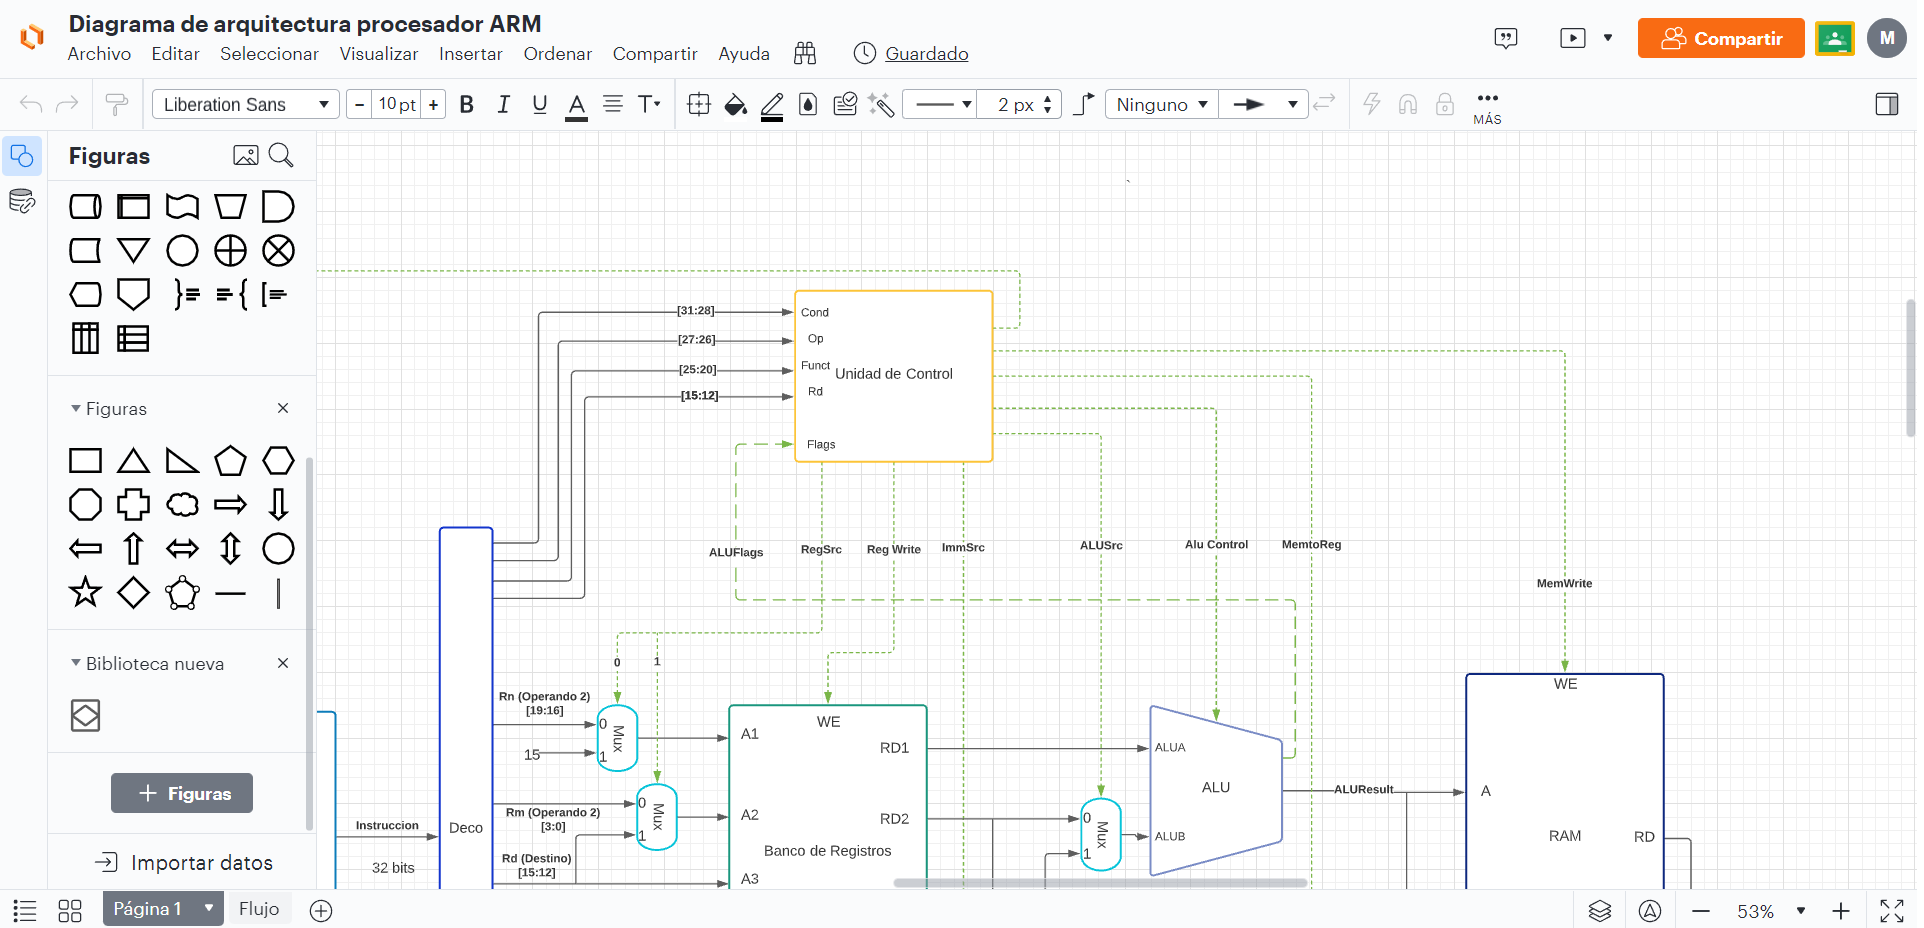 Diagrama de arquitectura procesador ARM
Archivo Editar Seleccionar Visualizar Insertar Ordenar Compartir Ayuda Guardado
Compartir
M
Liberation Sans
− 10 pt +
B I U A T
2 px
Ninguno
MÁS
Figuras
Figuras
Biblioteca nueva
+ Figuras
Importar datos
[31:28]
Cond
[27:26]
Op
[25:20]
Funct
Unidad de Control
[15:12]
Rd
Flags
ALUFlags
RegSrc
Reg Write
ImmSrc
ALUSrc
Alu Control
MemtoReg
MemWrite
0
1
Rn (Operando 2)
[19:16]
0
Mux
15
1
Rm (Operando 2)
[3:0]
0
Mux
1
Rd (Destino)
[15:12]
Instruccion
32 bits
Deco
WE
A1
RD1
A2
RD2
Banco de Registros
A3
0
Mux
1
ALUA
ALU
ALUB
ALUResult
WE
A
RAM
RD
Página 1
Flujo
53%